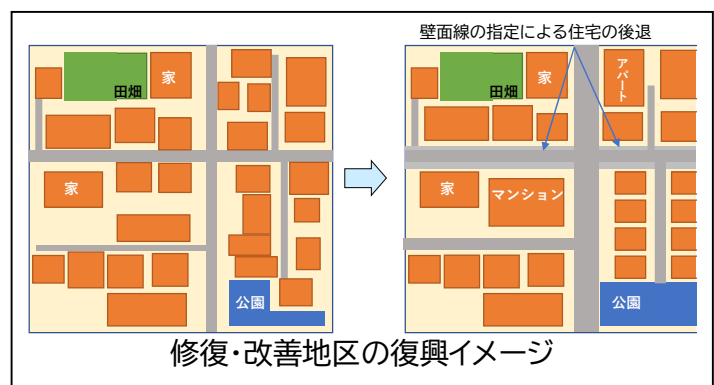 壁面線の指定による住宅の後退
家
田畑
家
公園
家
田畑
アパート
家
マンション
公園
修復・改善地区の復興イメージ